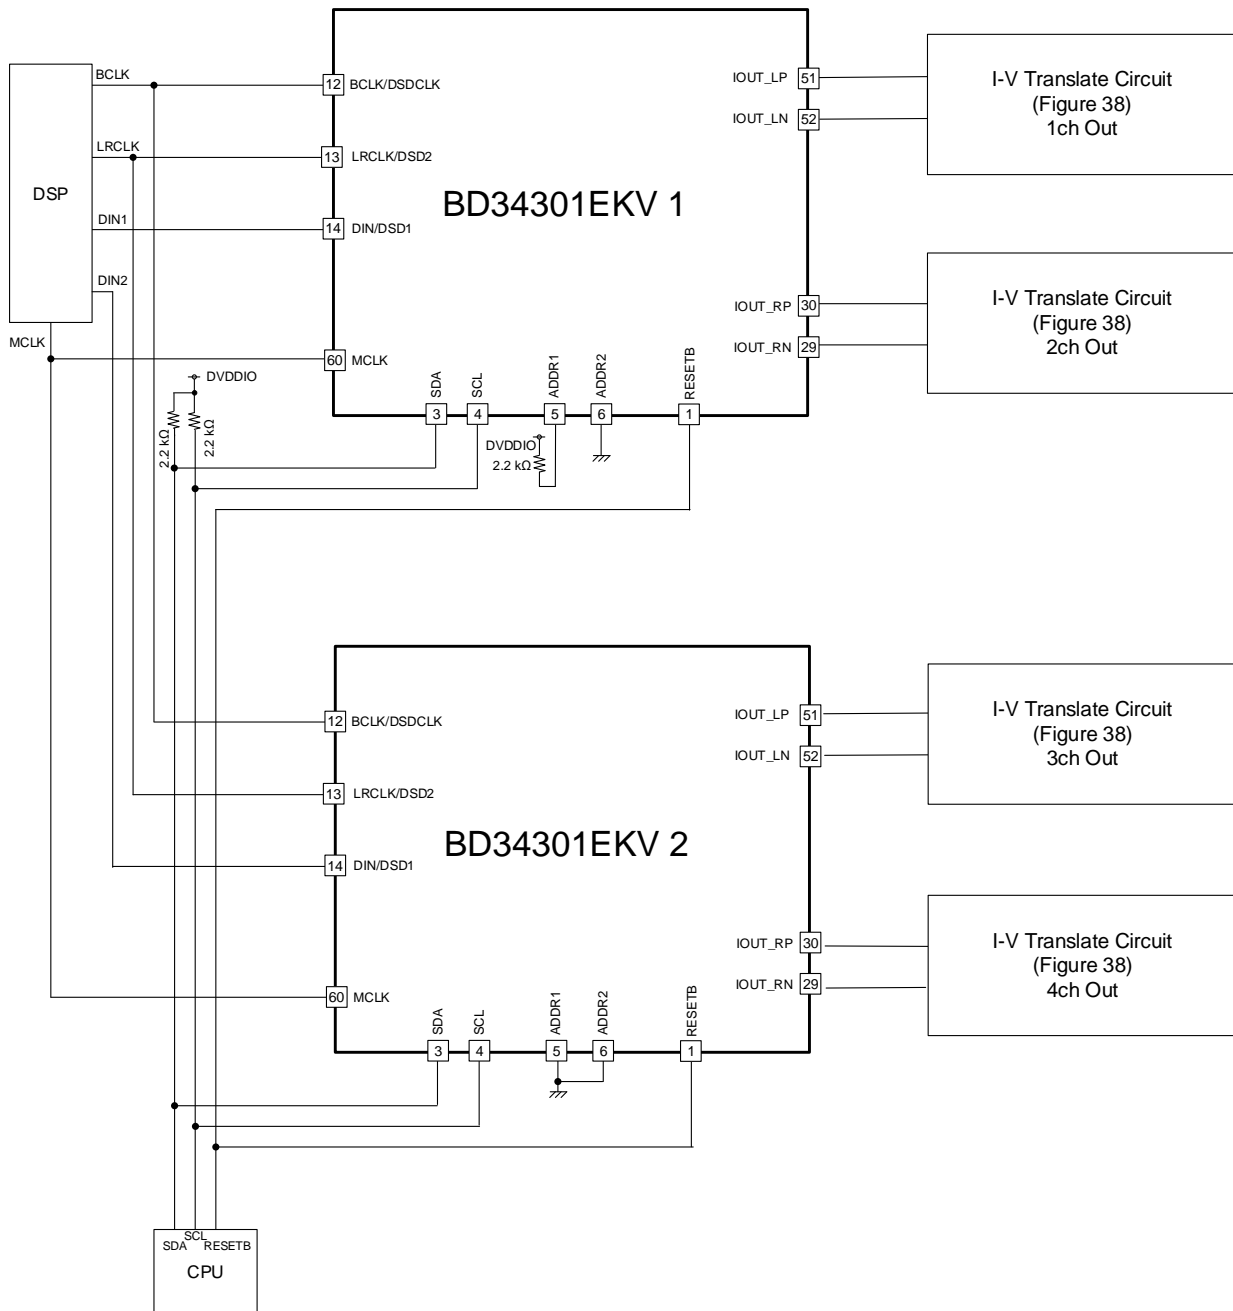 BCLK
LRCLK
DSP
DIN1
DIN2
MCLK
12 BCLK/DSDCLK
13 LRCLK/DSD2
14 DIN/DSD1
60 MCLK
BD34301EKV 1
IOUT_LP 51
IOUT_LN 52
IOUT_RP 30
IOUT_RN 29
SDA
SCL
ADDR1
ADDR2
RESETB
3
4
5
6
1
I-V Translate Circuit
(Figure 38)
1ch Out
I-V Translate Circuit
(Figure 38)
2ch Out
DVDDIO
2.2 kΩ
2.2 kΩ
DVDDIO
2.2 kΩ
12 BCLK/DSDCLK
13 LRCLK/DSD2
14 DIN/DSD1
60 MCLK
BD34301EKV 2
IOUT_LP 51
IOUT_LN 52
IOUT_RP 30
IOUT_RN 29
SDA
SCL
ADDR1
ADDR2
RESETB
3
4
5
6
1
I-V Translate Circuit
(Figure 38)
3ch Out
I-V Translate Circuit
(Figure 38)
4ch Out
SDA
SCL
RESETB
CPU